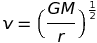 v = (GM/r)^{1/2}